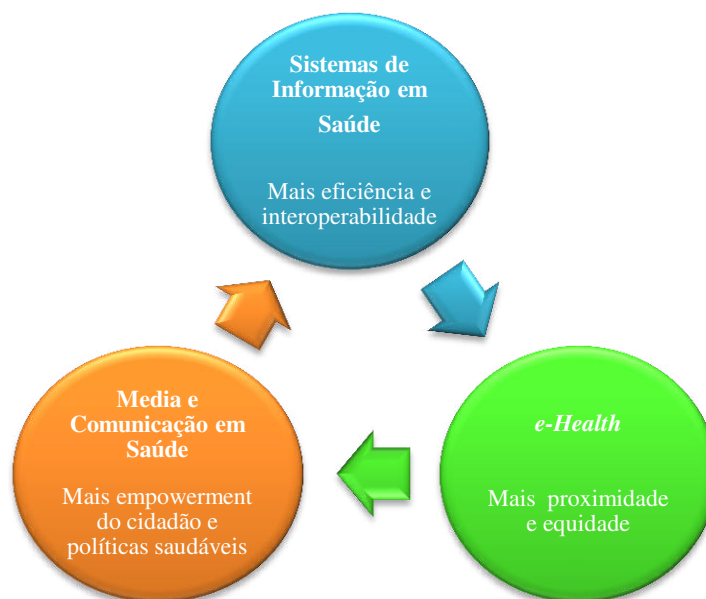 Sistemas de
Informação em
Saúde
Mais eficiência e
interoperabilidade
Media e
Comunicação em
Saúde
Mais empowerment
do cidadão e
políticas saudáveis
e-Health
Mais proximidade
e equidade